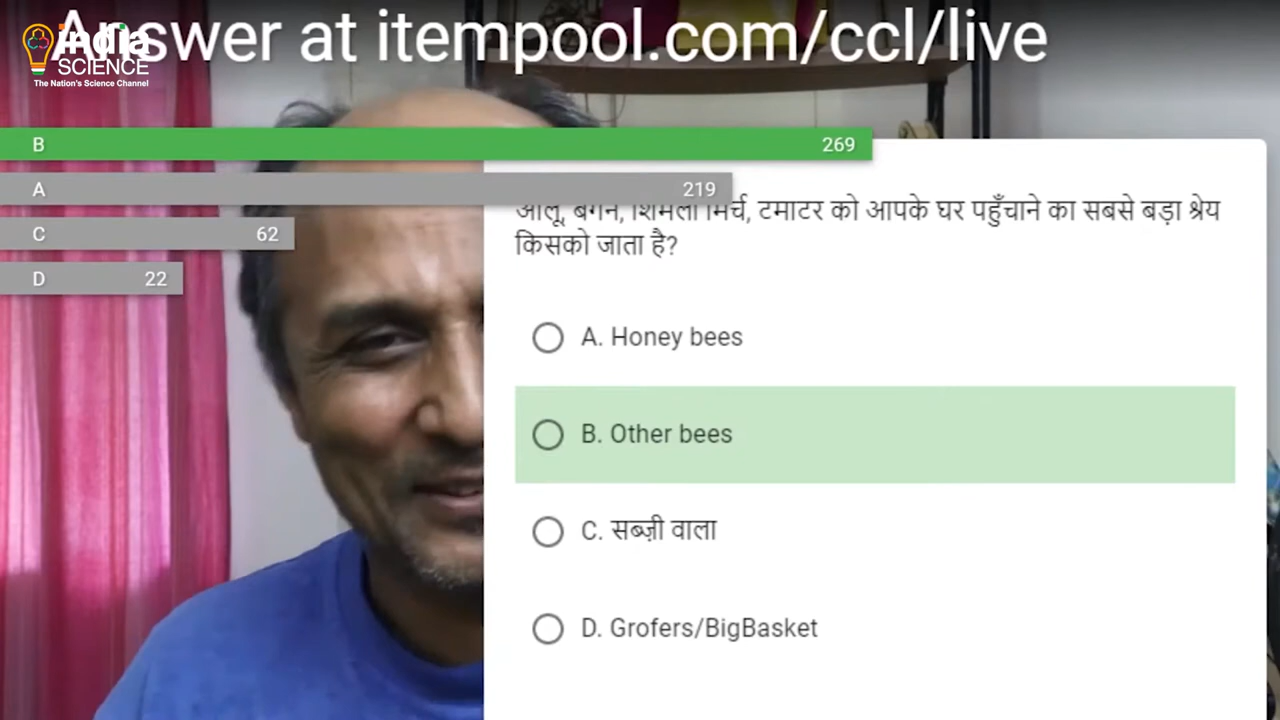 Answer at itempool.com/ccl/live
india
SCIENCE
The Nation's Science Channel
B 269
A 219
C 62
D 22
आलू, बैंगन, शिमला मिर्च, टमाटर को आपके घर पहुँचाने का सबसे बड़ा श्रेय
किसको जाता है?
A. Honey bees
B. Other bees
C. सब्ज़ी वाला
D. Grofers/BigBasket